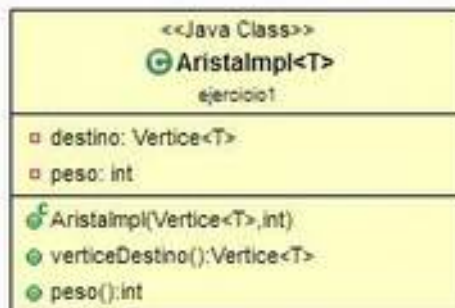 <<Java Class>>
AristaImpl<T>
ejercicio1
destino: Vertice<T>
peso: int
AristaImpl(Vertice<T>,int)
verticeDestino():Vertice<T>
peso():int